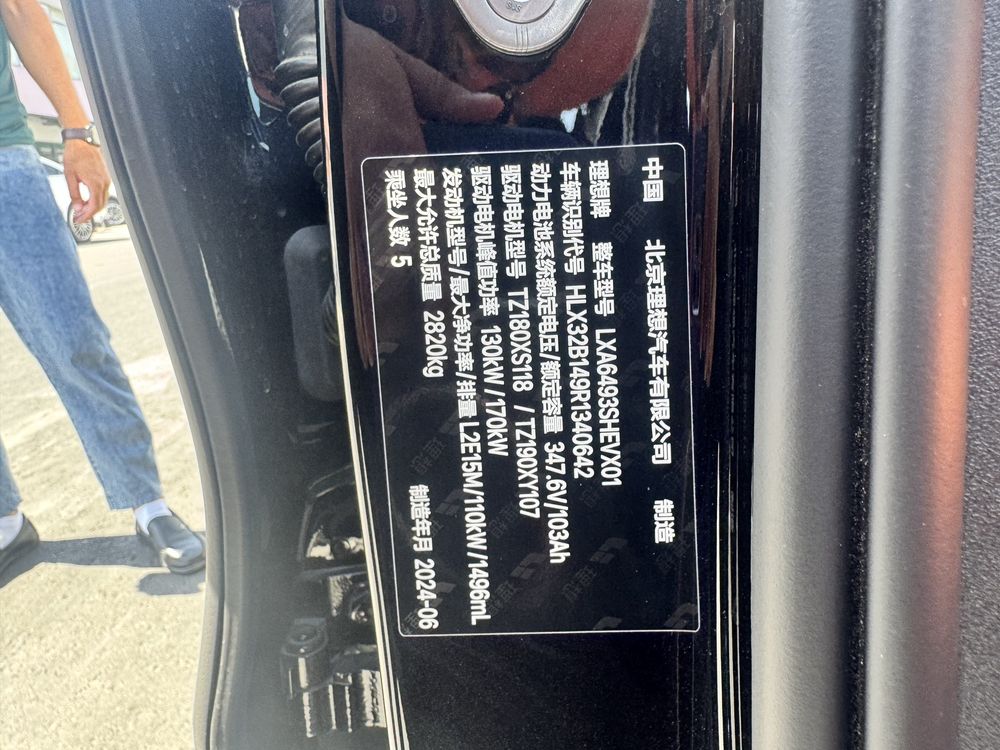 中国 北京理想汽车有限公司 制造
理想牌 整车型号 LXA6493SHEVX01
车辆识别代号 HLX32B149R1340642
动力电池系统额定电压/额定容量 347.6V/103Ah
驱动电机型号 TZ180XS118 / TZ190XY107
驱动电机峰值功率 130kW/170kW
发动机型号/最大净功率/排量 L2E15M/110kW/1496mL
最大允许总质量 2820kg
乘坐人数 5 制造年月 2024-06